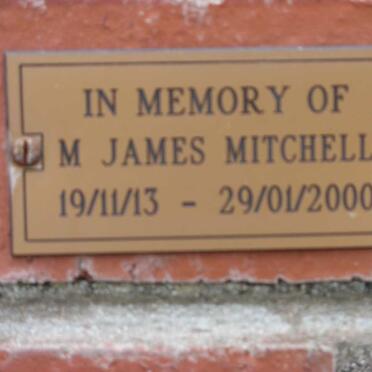 IN MEMORY OF
M JAMES MITCHELL
19/11/13 - 29/01/2000